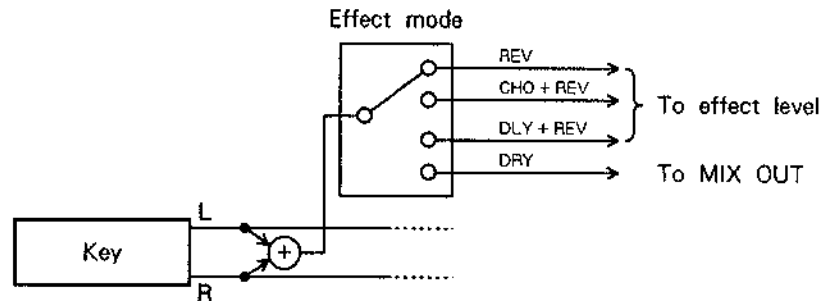 Effect mode
REV
CHO + REV
DLY + REV
DRY
To effect level
To MIX OUT
L
Key
+
R